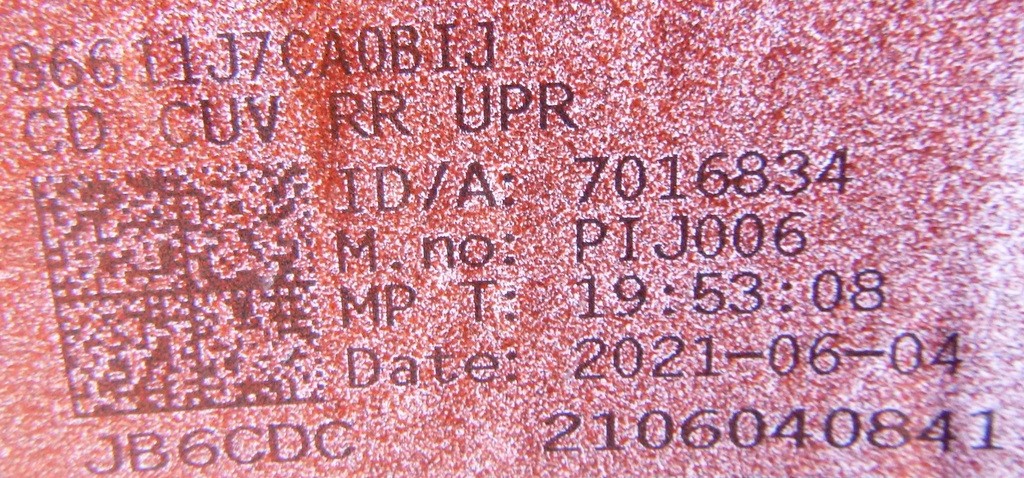 86611J7CA0BIJ
CD CUV RR UPR
ID/A: 7016834
M.no: PIJ006
MP T: 19:53:08
Date: 2021-06-04
JB6CDC 2106040841